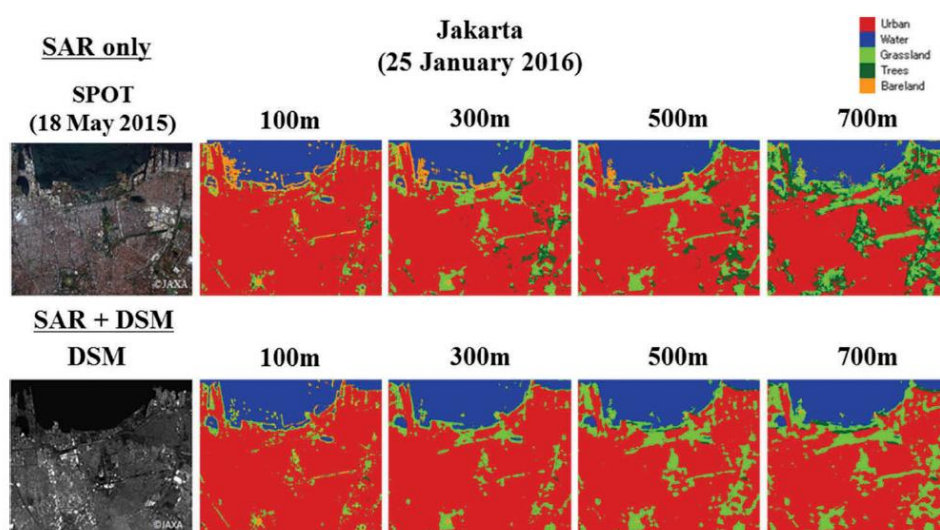 SAR only
Jakarta
(25 January 2016)
Urban
Water
Grassland
Trees
Bareland
SPOT
(18 May 2015)
100m
300m
500m
700m
©JAXA
SAR + DSM
DSM
100m
300m
500m
700m
©JAXA